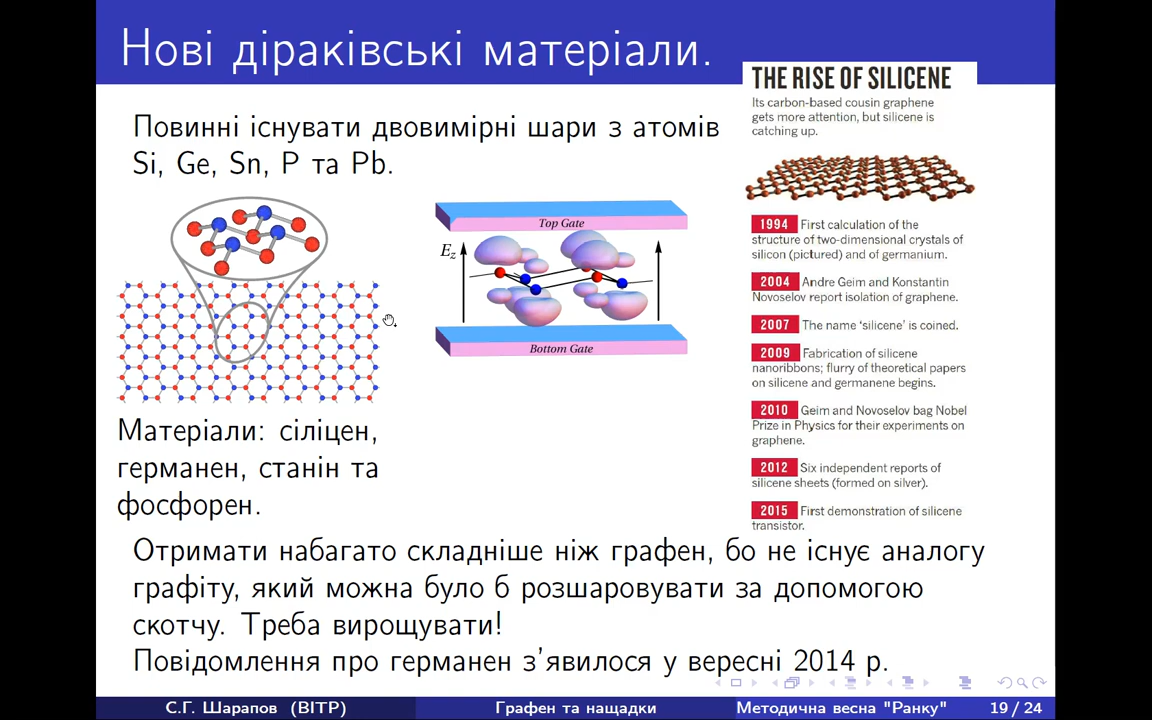 Нові діраківські матеріали.
Повинні існувати двовимірні шари з атомів
Si, Ge, Sn, P та Pb.
Top Gate
E_z
Bottom Gate
Матеріали: сіліцен,
германен, станін та
фосфорен.
THE RISE OF SILICENE
Its carbon-based cousin graphene
gets more attention, but silicene is
catching up.
1994 First calculation of the
structure of two-dimensional crystals of
silicon (pictured) and of germanium.
2004 Andre Geim and Konstantin
Novoselov report isolation of graphene.
2007 The name ‘silicene’ is coined.
2009 Fabrication of silicene
nanoribbons; flurry of theoretical papers
on silicene and germanene begins.
2010 Geim and Novoselov bag Nobel
Prize in Physics for their experiments on
graphene.
2012 Six independent reports of
silicene sheets (formed on silver).
2015 First demonstration of silicene
transistor.
Отримати набагато складніше ніж графен, бо не існує аналогу
графіту, який можна було б розшаровувати за допомогою
скотчу. Треба вирощувати!
Повідомлення про германен з’явилося у вересні 2014 р.
С.Г. Шарапов (ВІТР) Графен та нащадки Методична весна "Ранку" 19 / 24